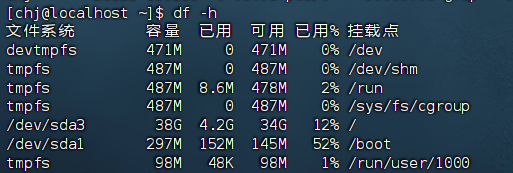 [chj@localhost ~]$ df -h
文件系统 容量 已用 可用 已用% 挂载点
devtmpfs 471M 0 471M 0% /dev
tmpfs 487M 0 487M 0% /dev/shm
tmpfs 487M 8.6M 478M 2% /run
tmpfs 487M 0 487M 0% /sys/fs/cgroup
/dev/sda3 38G 4.2G 34G 12% /
/dev/sda1 297M 152M 145M 52% /boot
tmpfs 98M 48K 98M 1% /run/user/1000